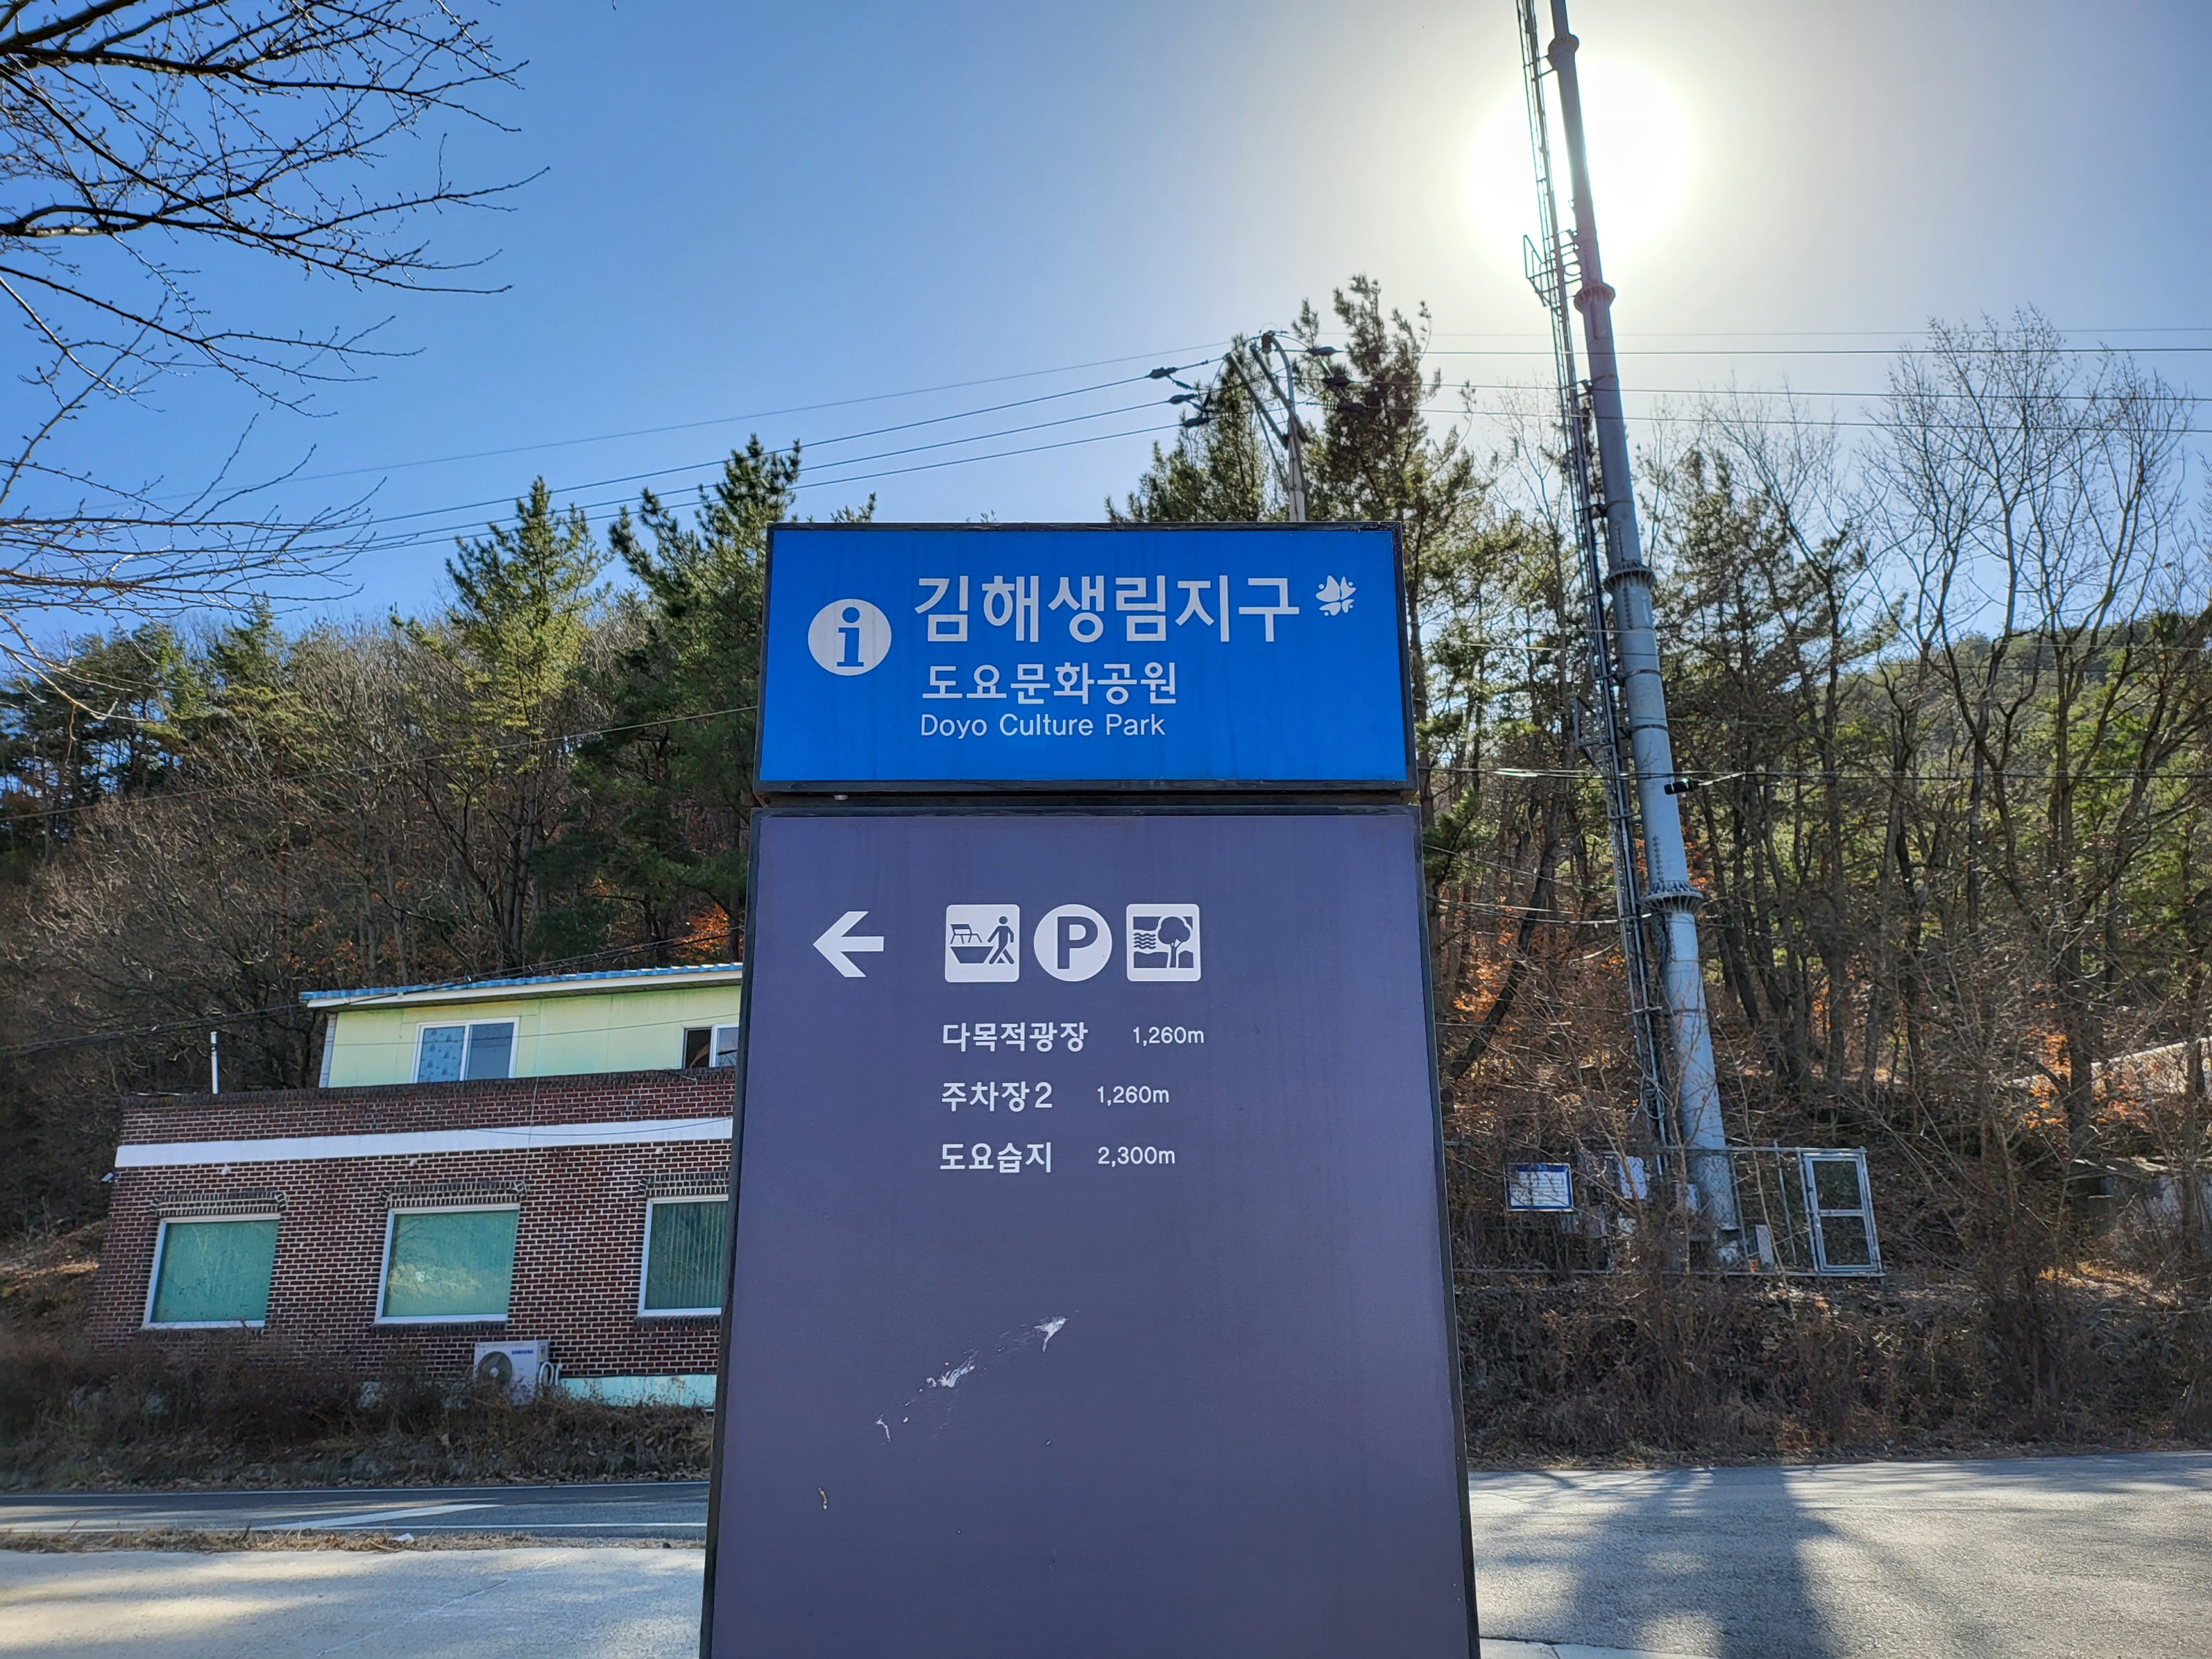 김해생림지구
도요문화공원
Doyo Culture Park
P
다목적광장 1,260m
주차장2 1,260m
도요습지 2,300m
SAMSUNG